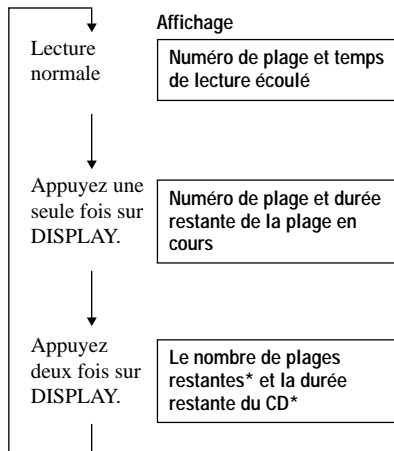 Affichage
Lecture
normale
Numéro de plage et temps
de lecture écoulé
Appuyez une
seule fois sur
DISPLAY.
Numéro de plage et durée
restante de la plage en
cours
Appuyez
deux fois sur
DISPLAY.
Le nombre de plages
restantes* et la durée
restante du CD*